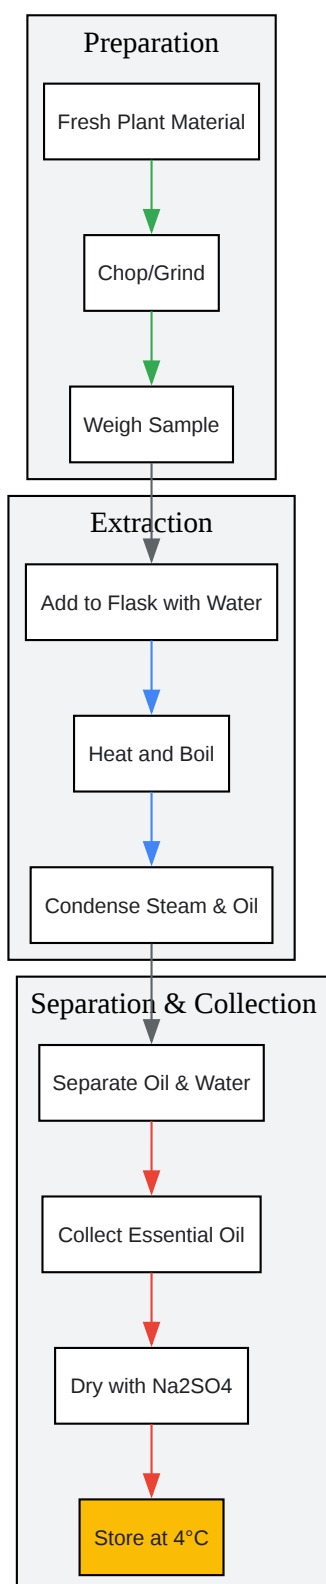 Preparation
Fresh Plant Material
Chop/Grind
Weigh Sample
Extraction
Add to Flask with Water
Heat and Boil
Condense Steam & Oil
Separation & Collection
Separate Oil & Water
Collect Essential Oil
Dry with Na2SO4
Store at 4°C